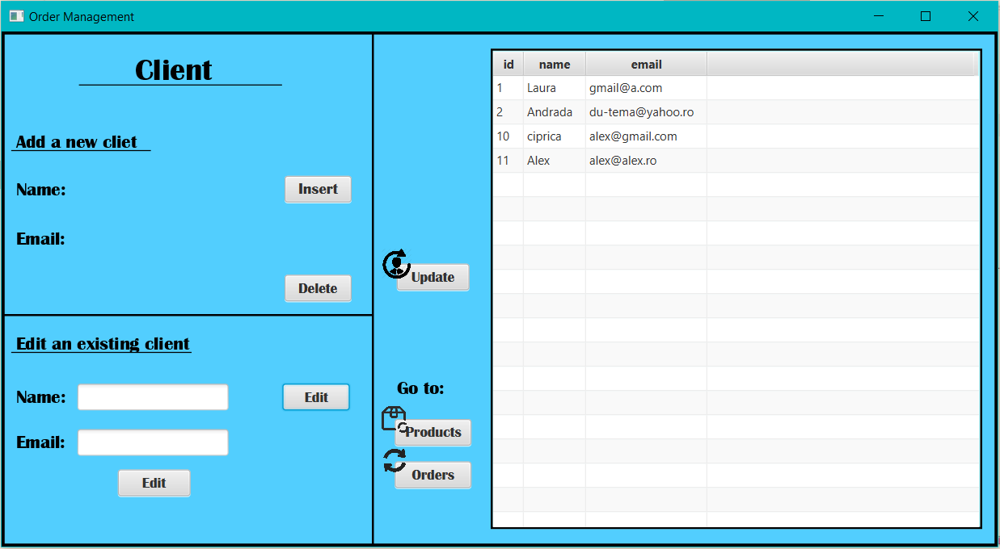 Order Management
Client
Add a new cliet
Name:
Insert
Email:
Delete
Edit an existing client
Name:
Edit
Email:
Edit
Update
Go to:
Products
Orders
id name email
1 Laura gmail@a.com
2 Andrada du-tema@yahoo.ro
10 ciprica alex@gmail.com
11 Alex alex@alex.ro